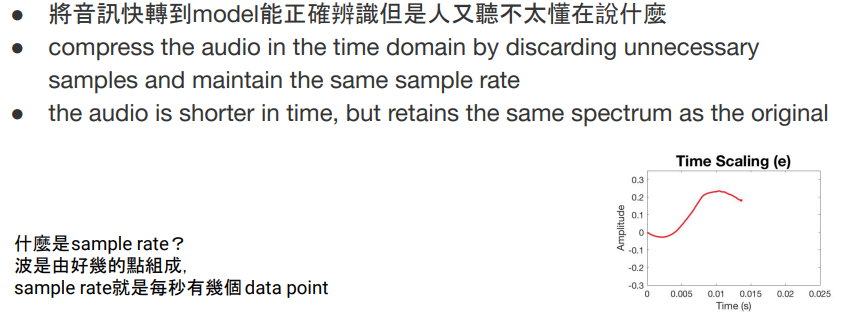 ● 將音訊快轉到model能正確辨識但是人又聽不太懂在說什麼
● compress the audio in the time domain by discarding unnecessary
samples and maintain the same sample rate
● the audio is shorter in time, but retains the same spectrum as the original
Time Scaling (e)
0.3
0.2
0.1
0
-0.1
-0.2
-0.3
Amplitude
0 0.005 0.01 0.015 0.02 0.025
Time (s)
什麼是sample rate？
波是由好幾的點組成,
sample rate就是每秒有幾個data point